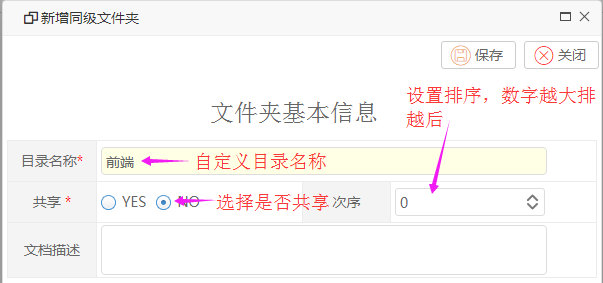 新增同级文件夹
保存 关闭
设置排序，数字越大排
越后
文件夹基本信息
目录名称* 前端 自定义目录名称
共享 * YES NO 选择是否共享 次序 0
文档描述